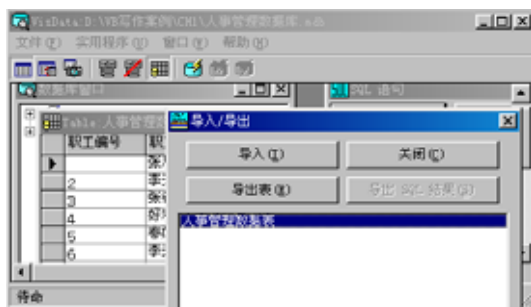 VisData:D:\VB写作案例\CH1\人事管理数据库.mdb
文件(F) 实用程序(U) 窗口(W) 帮助(H)
数据库窗口
SQL 语句
Table:人事管理
导入/导出
职工编号
导入(I)
关闭(C)
导出表(E)
导出 SQL 结果(S)
人事管理数据表
2
3
4
5
6
待命